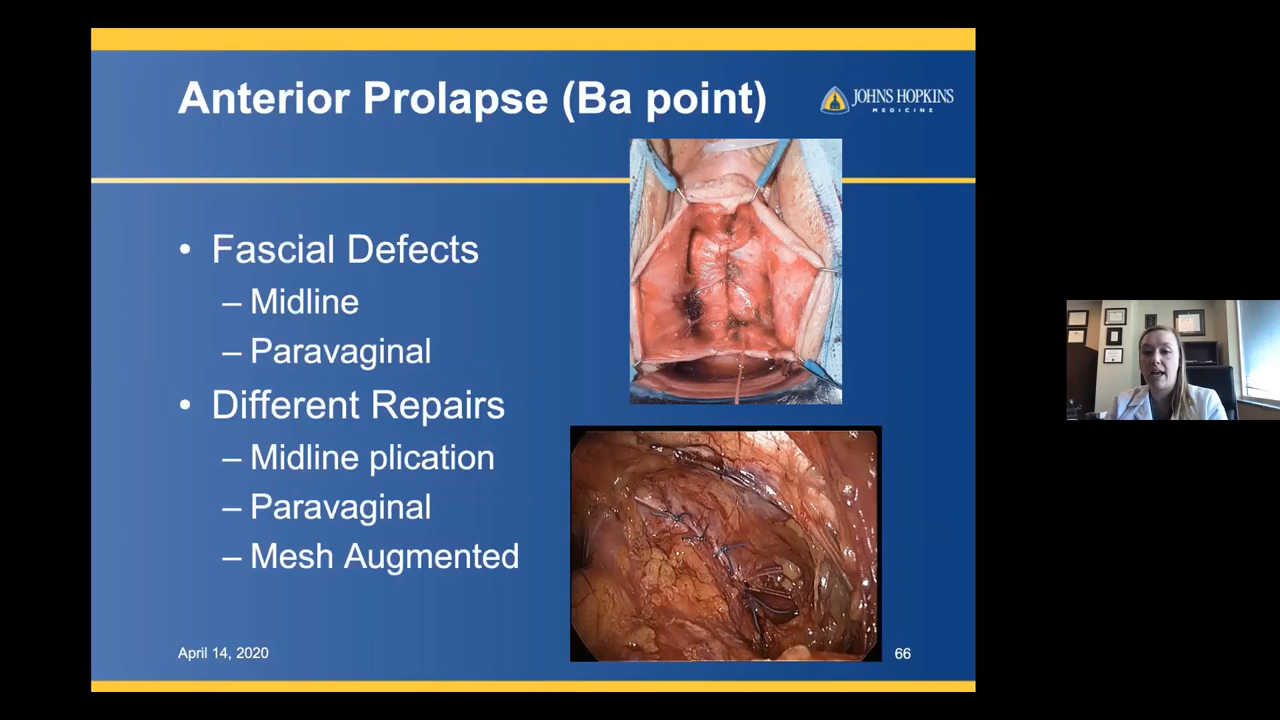 Anterior Prolapse (Ba point)
JOHNS HOPKINS
MEDICINE
• Fascial Defects
– Midline
– Paravaginal
• Different Repairs
– Midline plication
– Paravaginal
– Mesh Augmented
April 14, 2020
66